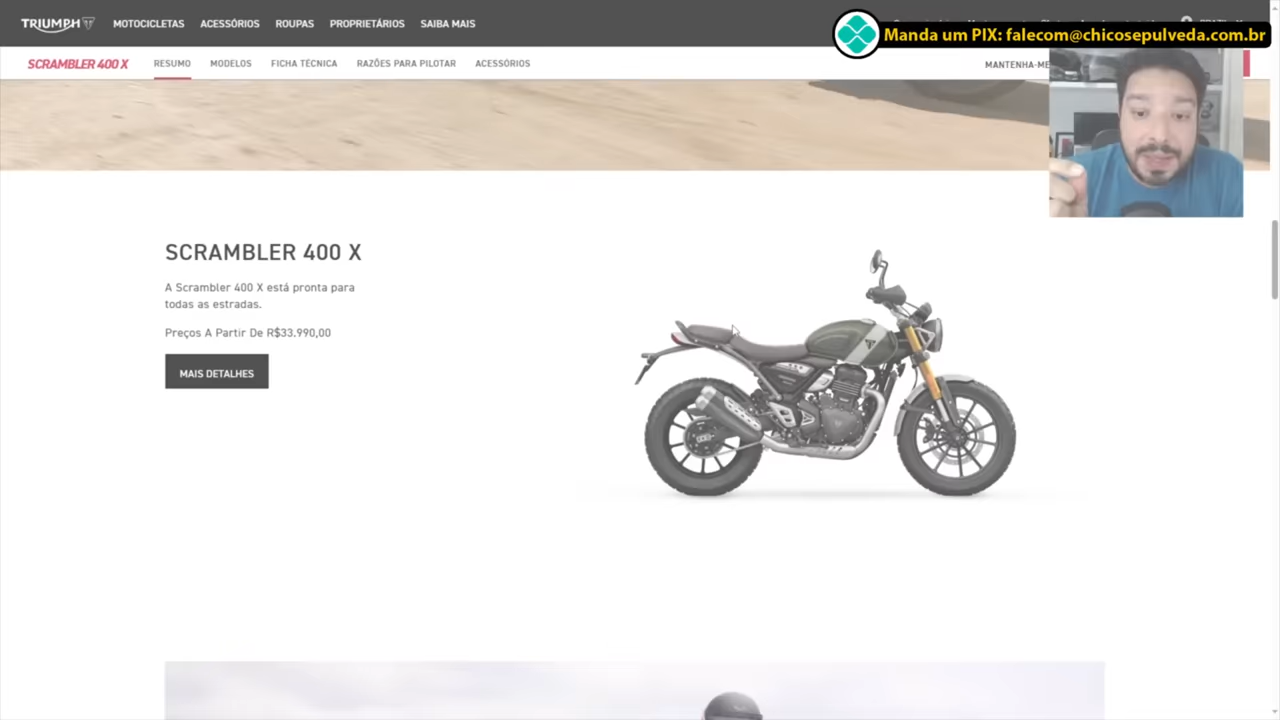 TRIUMPH
MOTOCICLETAS
ACESSÓRIOS
ROUPAS
PROPRIETÁRIOS
SAIBA MAIS
Manda um PIX: falecom@chicosepulveda.com.br
SCRAMBLER 400 X
RESUMO
MODELOS
FICHA TÉCNICA
RAZÕES PARA PILOTAR
ACESSÓRIOS
MANTENHA-ME
SCRAMBLER 400 X
A Scrambler 400 X está pronta para
todas as estradas.
Preços A Partir De R$33.990,00
MAIS DETALHES